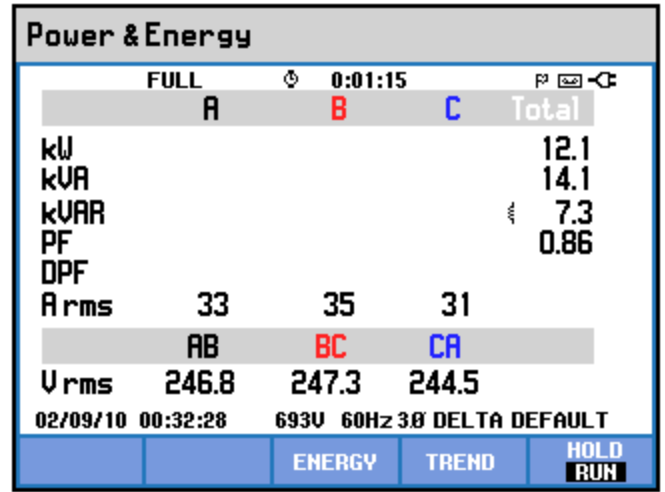 Power & Energy
FULL 0:01:15
A B C Total
kW 12.1
kVA 14.1
kVAR 7.3
PF 0.86
DPF
A rms 33 35 31
AB BC CA
V rms 246.8 247.3 244.5
02/09/10 00:32:28 693V 60Hz 3Ø DELTA DEFAULT
ENERGY TREND HOLD
RUN